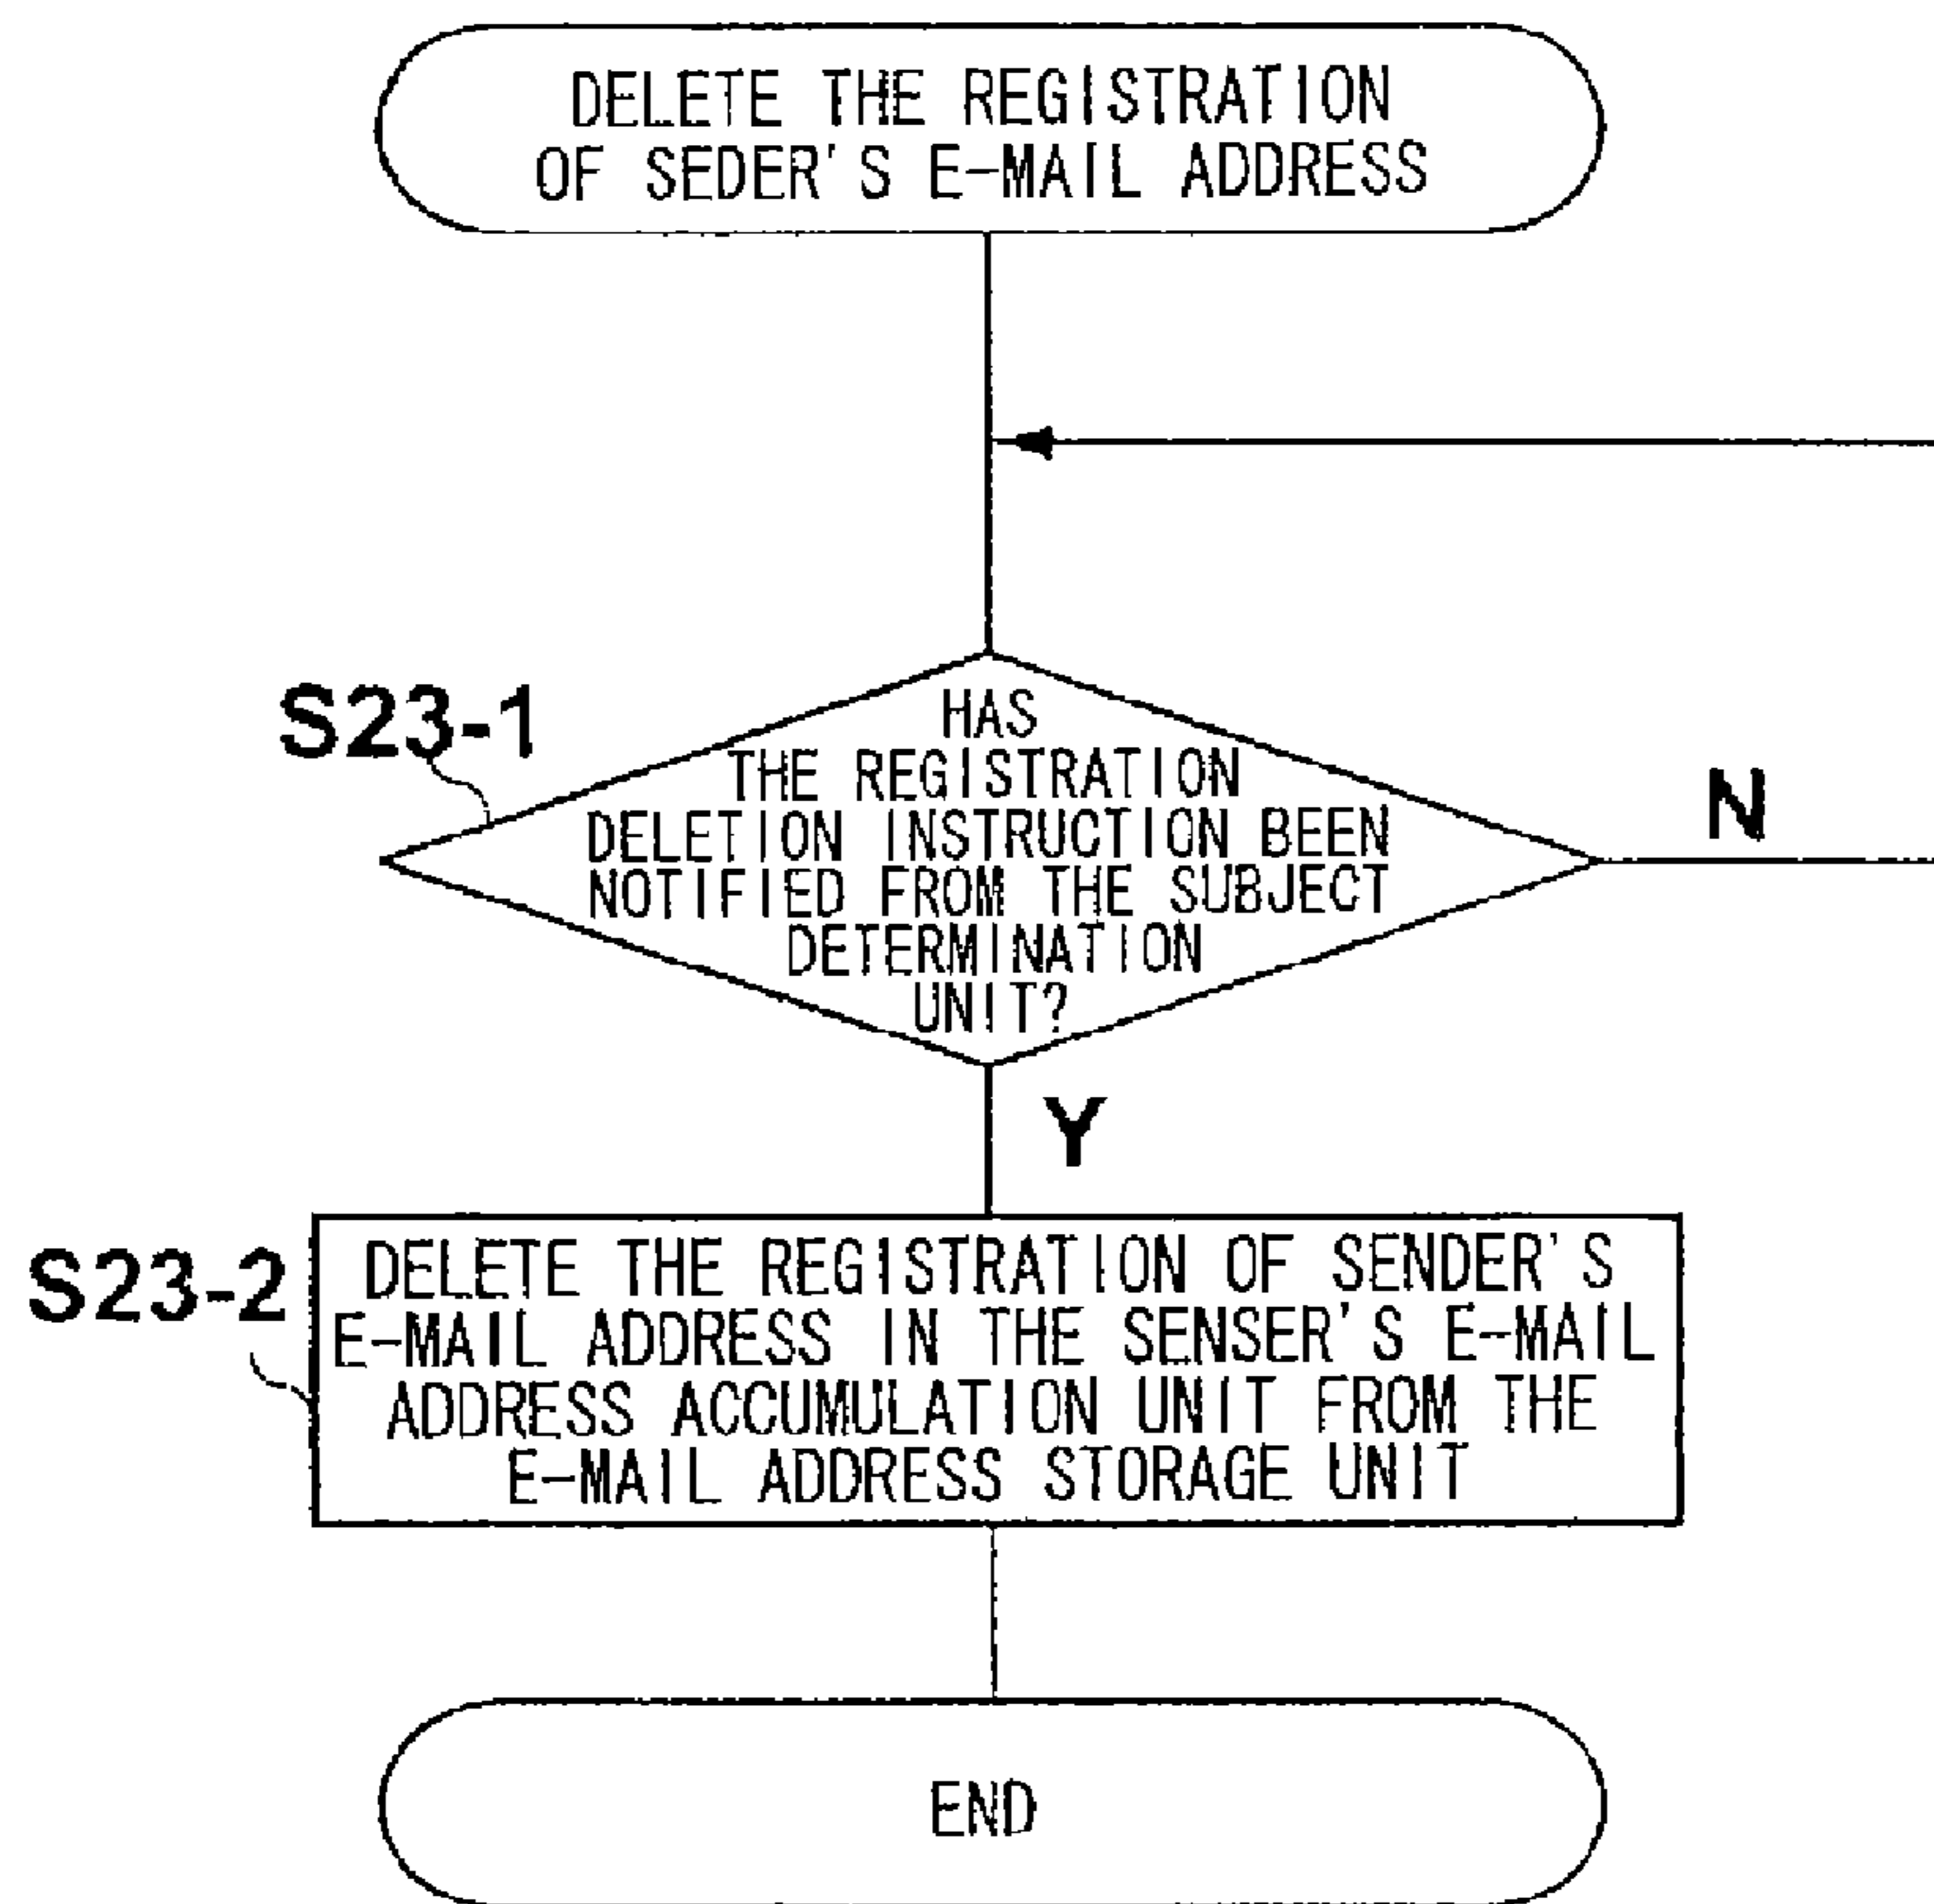 DELETE THE REGISTRATION
OF SEDER'S E-MAIL ADDRESS
S23-1
HAS
THE REGISTRATION
DELETION INSTRUCTION BEEN
NOTIFIED FROM THE SUBJECT
DETERMINATION
UNIT?
N
Y
S23-2
DELETE THE REGISTRATION OF SENDER'S
E-MAIL ADDRESS IN THE SENSER'S E-MAIL
ADDRESS ACCUMULATION UNIT FROM THE
E-MAIL ADDRESS STORAGE UNIT
END